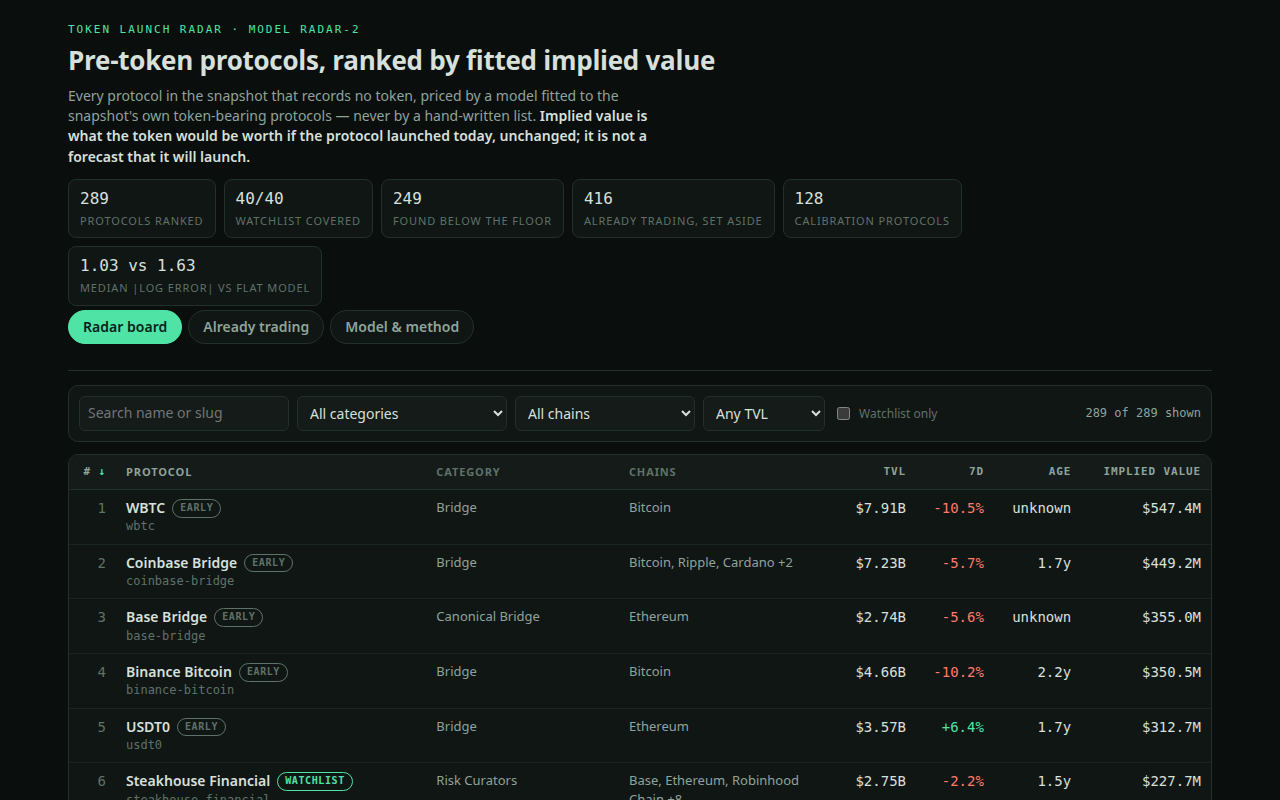 TOKEN LAUNCH RADAR · MODEL RADAR-2
Pre-token protocols, ranked by fitted implied value
Every protocol in the snapshot that records no token, priced by a model fitted to the
snapshot's own token-bearing protocols — never by a hand-written list. Implied value is
what the token would be worth if the protocol launched today, unchanged; it is not a
forecast that it will launch.
289
PROTOCOLS RANKED
40/40
WATCHLIST COVERED
249
FOUND BELOW THE FLOOR
416
ALREADY TRADING, SET ASIDE
128
CALIBRATION PROTOCOLS
1.03 vs 1.63
MEDIAN |LOG ERROR| VS FLAT MODEL
Radar board Already trading Model & method
Search name or slug All categories All chains Any TVL Watchlist only 289 of 289 shown
# ↓ PROTOCOL CATEGORY CHAINS TVL 7D AGE IMPLIED VALUE
1 WBTC EARLY Bridge Bitcoin $7.91B -10.5% unknown $547.4M
wbtc
2 Coinbase Bridge EARLY Bridge Bitcoin, Ripple, Cardano +2 $7.23B -5.7% 1.7y $449.2M
coinbase-bridge
3 Base Bridge EARLY Canonical Bridge Ethereum $2.74B -5.6% unknown $355.0M
base-bridge
4 Binance Bitcoin EARLY Bridge Bitcoin $4.66B -10.2% 2.2y $350.5M
binance-bitcoin
5 USDT0 EARLY Bridge Ethereum $3.57B +6.4% 1.7y $312.7M
usdt0
6 Steakhouse Financial WATCHLIST Risk Curators Base, Ethereum, Robinhood $2.75B -2.2% 1.5y $227.7M
steakhouse-financial Chain +8